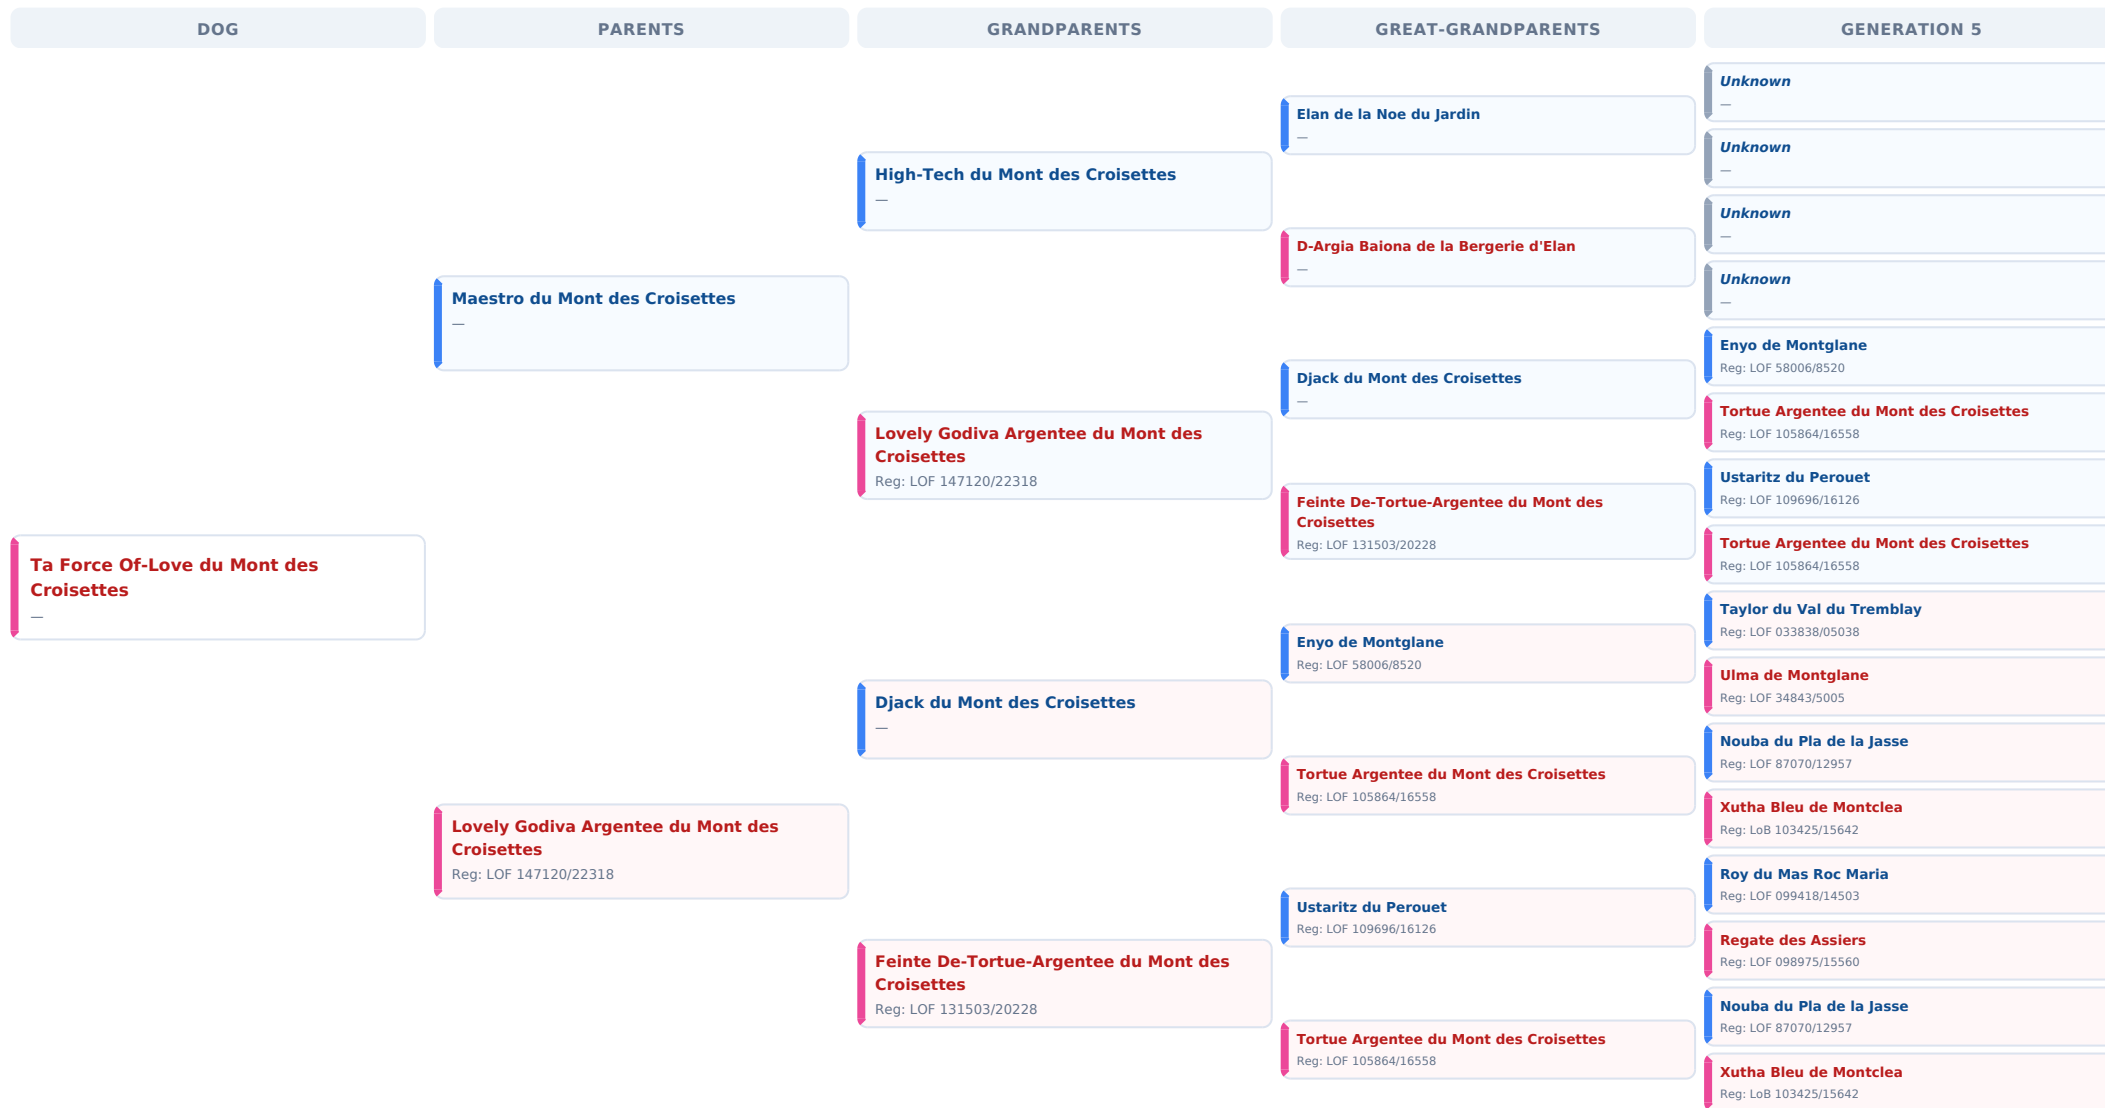 DOG
PARENTS
GRANDPARENTS
GREAT-GRANDPARENTS
GENERATION 5
Ta Force Of-Love du Mont des
Croisettes
—
Maestro du Mont des Croisettes
—
Lovely Godiva Argentee du Mont des
Croisettes
Reg: LOF 147120/22318
High-Tech du Mont des Croisettes
—
Lovely Godiva Argentee du Mont des
Croisettes
Reg: LOF 147120/22318
Djack du Mont des Croisettes
—
Feinte De-Tortue-Argentee du Mont des
Croisettes
Reg: LOF 131503/20228
Elan de la Noe du Jardin
—
D-Argia Baiona de la Bergerie d'Elan
—
Djack du Mont des Croisettes
—
Feinte De-Tortue-Argentee du Mont des
Croisettes
Reg: LOF 131503/20228
Enyo de Montglane
Reg: LOF 58006/8520
Tortue Argentee du Mont des Croisettes
Reg: LOF 105864/16558
Ustaritz du Perouet
Reg: LOF 109696/16126
Tortue Argentee du Mont des Croisettes
Reg: LOF 105864/16558
Unknown
—
Unknown
—
Unknown
—
Unknown
—
Enyo de Montglane
Reg: LOF 58006/8520
Tortue Argentee du Mont des Croisettes
Reg: LOF 105864/16558
Ustaritz du Perouet
Reg: LOF 109696/16126
Tortue Argentee du Mont des Croisettes
Reg: LOF 105864/16558
Taylor du Val du Tremblay
Reg: LOF 033838/05038
Ulma de Montglane
Reg: LOF 34843/5005
Nouba du Pla de la Jasse
Reg: LOF 87070/12957
Xutha Bleu de Montclea
Reg: LoB 103425/15642
Roy du Mas Roc Maria
Reg: LOF 099418/14503
Regate des Assiers
Reg: LOF 098975/15560
Nouba du Pla de la Jasse
Reg: LOF 87070/12957
Xutha Bleu de Montclea
Reg: LoB 103425/15642